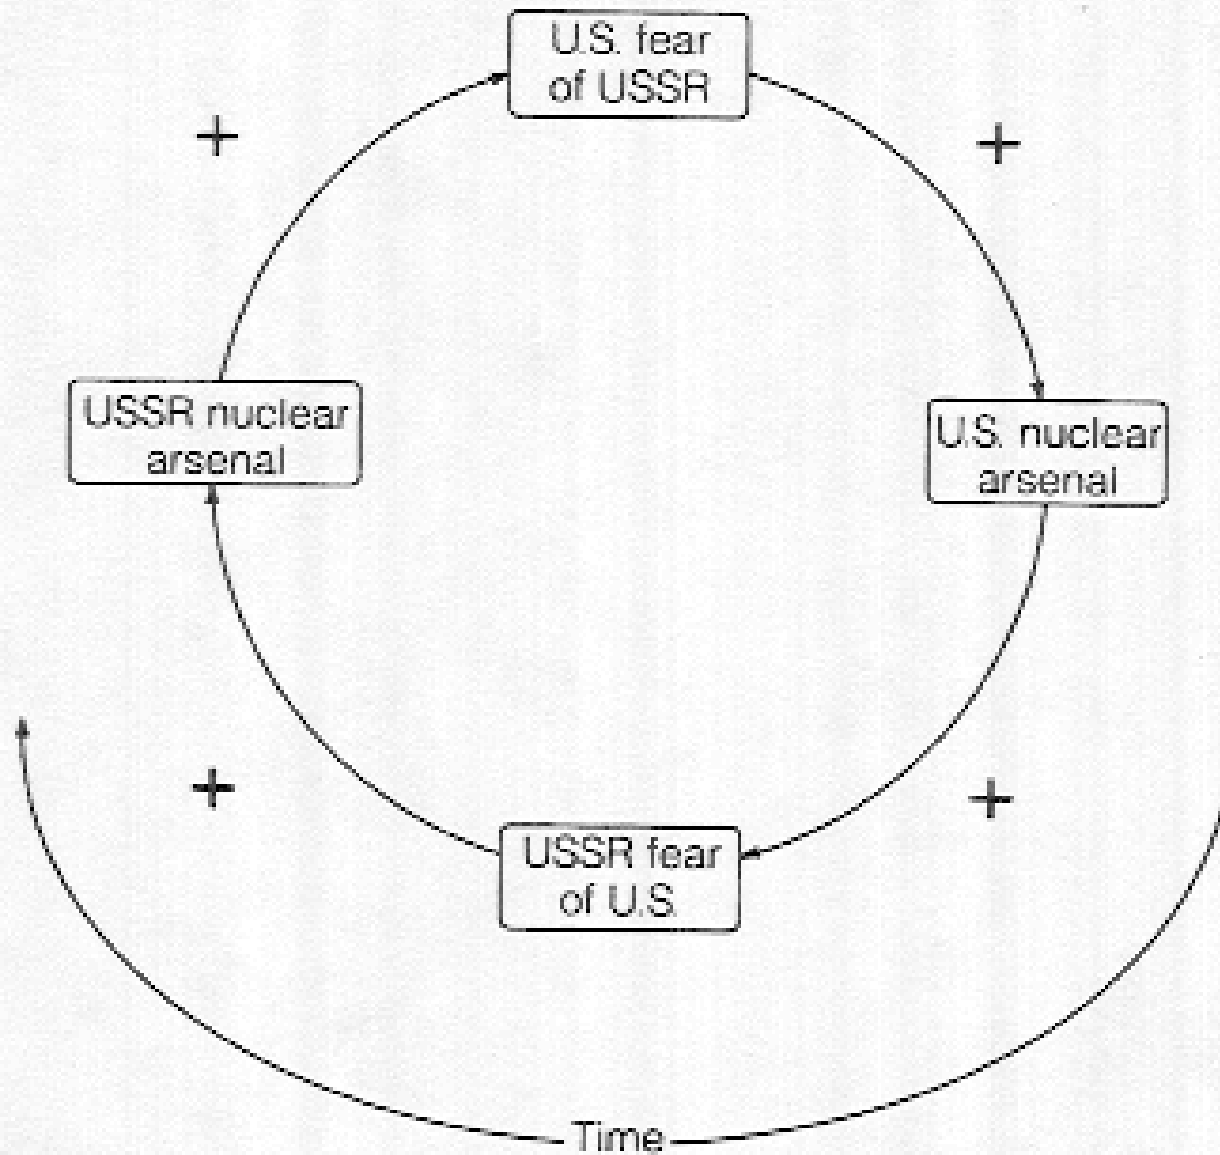 U.S. fear
of USSR
+
+
USSR nuclear
arsenal
U.S. nuclear
arsenal
+
+
USSR fear
of U.S.
Time